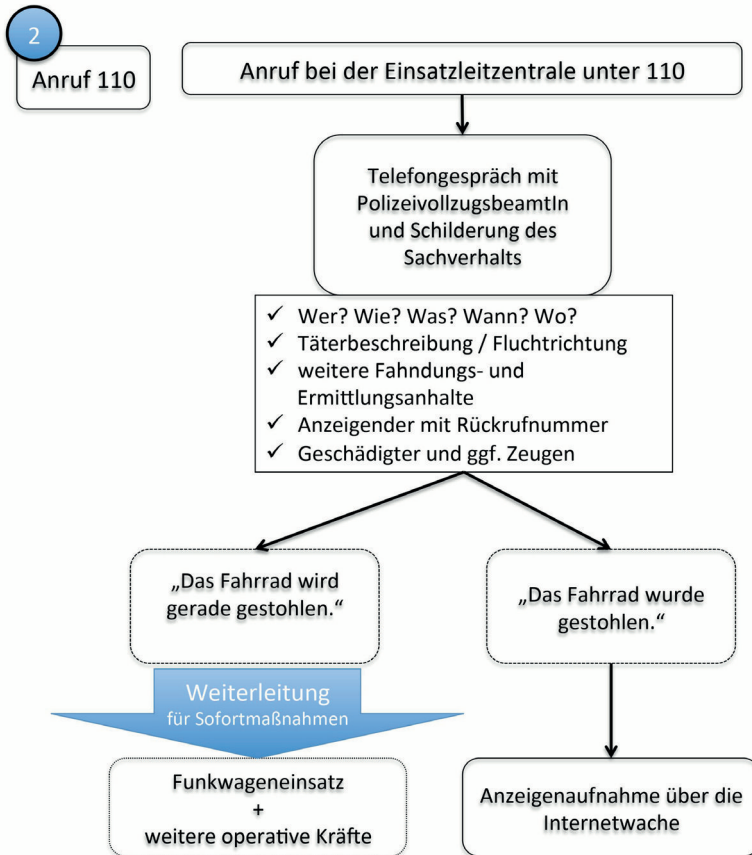 2
Anruf 110
Anruf bei der Einsatzleitzentrale unter 110
Telefongespräch mit
PolizeivollzugsbeamtIn
und Schilderung des
Sachverhalts
✓ Wer? Wie? Was? Wann? Wo?
✓ Täterbeschreibung / Fluchtrichtung
✓ weitere Fahndungs- und
Ermittlungsanhalte
✓ Anzeigender mit Rückrufnummer
✓ Geschädigter und ggf. Zeugen
„Das Fahrrad wird
gerade gestohlen.“
„Das Fahrrad wurde
gestohlen.“
Weiterleitung
für Sofortmaßnahmen
Funkwageneinsatz
+
weitere operative Kräfte
Anzeigenaufnahme über die
Internetwache